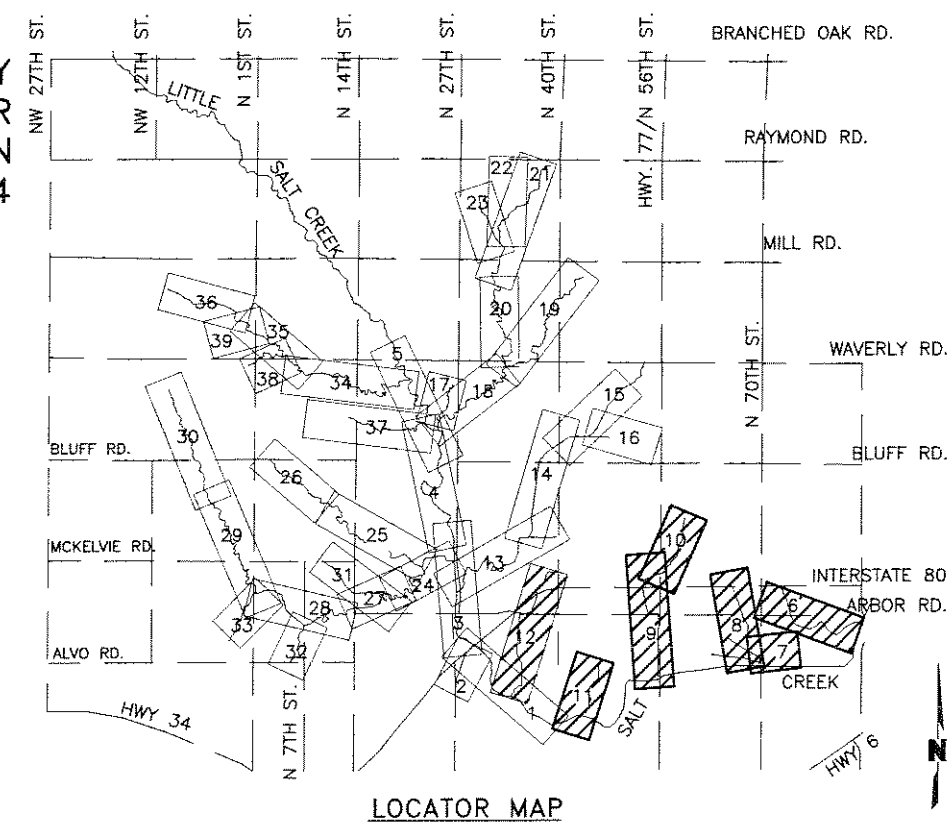 NW 27TH ST.
NW 12TH ST.
N 1ST ST.
N 14TH ST.
N 27TH ST.
N 40TH ST.
HWY. 77/N 56TH ST.
BRANCHED OAK RD.
Y
R
N
4
LITTLE
SALT CREEK
RAYMOND RD.
22
21
23
MILL RD.
36
20
19
39
35
5
WAVERLY RD.
38
34
17
18
15
N 70TH ST.
37
16
30
BLUFF RD.
BLUFF RD.
26
4
14
29
25
MCKELVIE RD.
13
10
31
24
INTERSTATE 80
27
28
6
ARBOR RD.
33
3
12
9
8
32
7
ALVO RD.
2
11
CREEK
1
SALT
HWY 34
N 7TH ST.
HWY 6
N
LOCATOR MAP